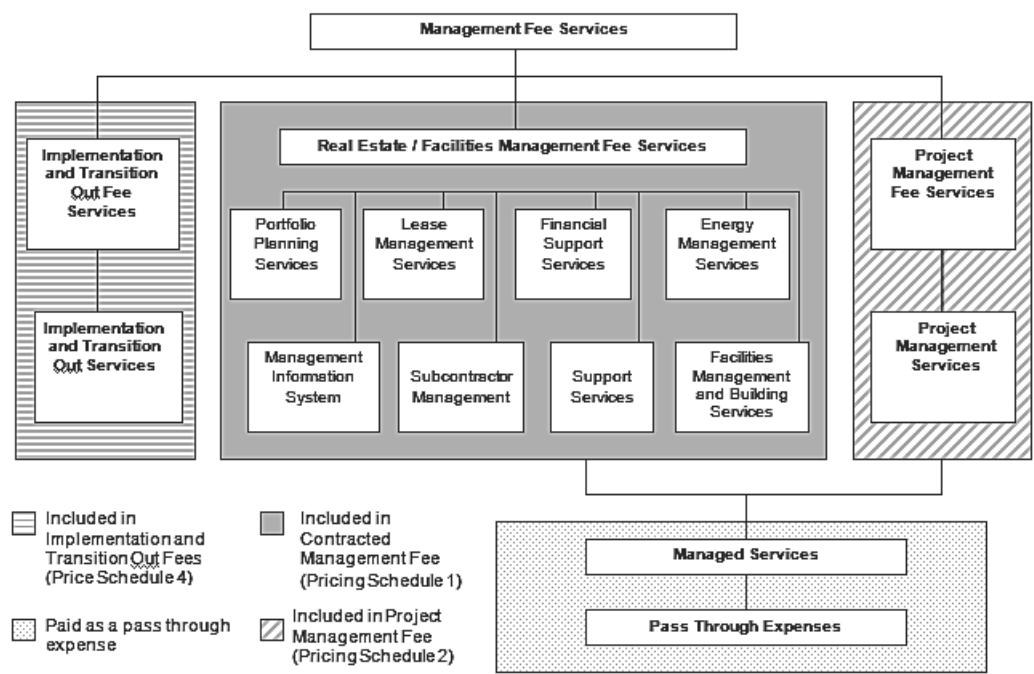 Management Fee Services
Implementation
and Transition
Out Fee
Services
Real Estate / Facilities Management Fee Services
Project
Management
Fee Services
Portfolio
Planning
Services
Lease
Management
Services
Financial
Support
Services
Energy
Management
Services
Implementation
and Transition
Out Services
Management
Information
System
Subcontractor
Management
Support
Services
Facilities
Management
and Building
Services
Project
Management
Services
Included in
Implementation and
Transition Out Fees
(Price Schedule 4)
Included in
Contracted
Management Fee
(Pricing Schedule 1)
Paid as a pass through
expense
Included in Project
Management Fee
(Pricing Schedule 2)
Managed Services
Pass Through Expenses